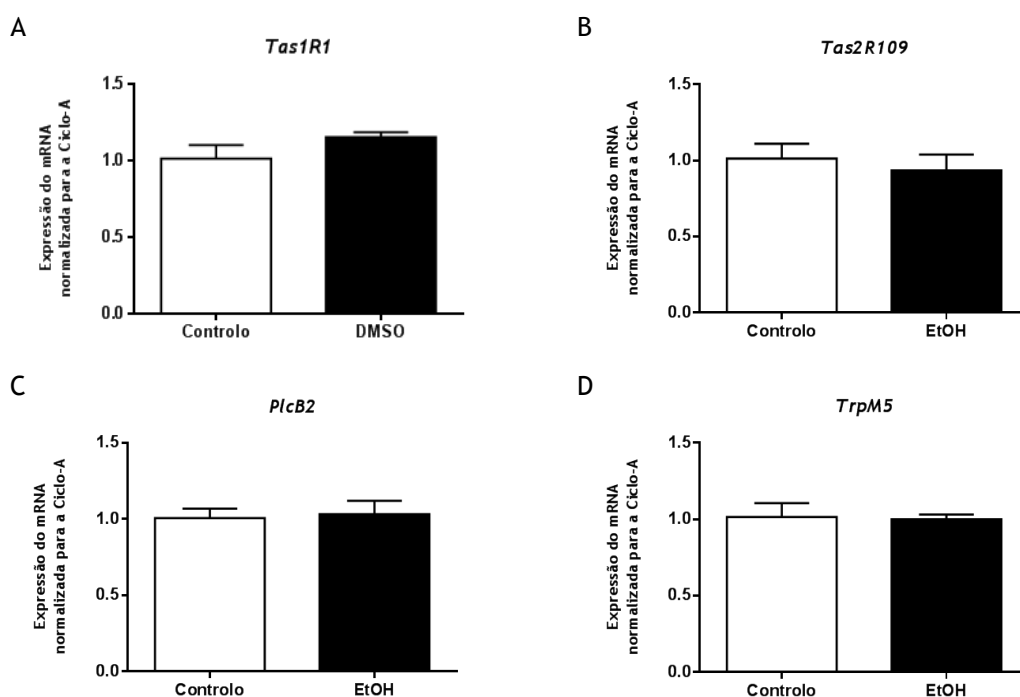 A
Tas1R1
Expressão do mRNA
normalizada para a Ciclo-A
1.5
1.0
0.5
0.0
Controlo
DMSO
B
Tas2R109
Expressão do mRNA
normalizada para a Ciclo-A
1.5
1.0
0.5
0.0
Controlo
EtOH
C
PlcB2
Expressão do mRNA
normalizada para a Ciclo-A
1.5
1.0
0.5
0.0
Controlo
EtOH
D
TrpM5
Expressão do mRNA
normalizada para a Ciclo-A
1.5
1.0
0.5
0.0
Controlo
EtOH